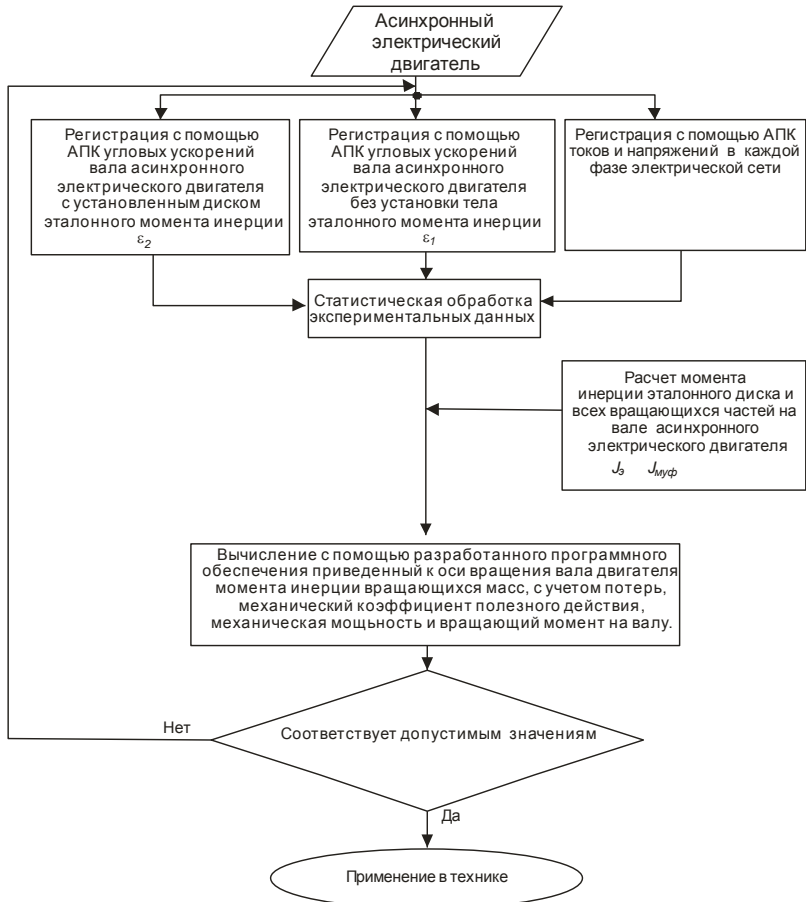 Асинхронный
электрический
двигатель
Регистрация с помощью
АПК угловых ускорений
вала асинхронного
электрического двигателя
с установленным диском
эталонного момента инерции
ε2
Регистрация с помощью
АПК угловых ускорений
вала асинхронного
электрического двигателя
без установки тела
эталонного момента инерции
ε1
Регистрация с помощью АПК
токов и напряжений в каждой
фазе электрической сети
Статистическая обработка
экспериментальных данных
Расчет момента
инерции эталонного диска и
всех вращающихся частей на
вале асинхронного
электрического двигателя
Jэ Jмуф
Вычисление с помощью разработанного программного
обеспечения приведенный к оси вращения вала двигателя
момента инерции вращающихся масс, с учетом потерь,
механический коэффициент полезного действия,
механическая мощьность и вращающий момент на валу.
Нет
Соответствует допустимым значениям
Да
Применение в технике